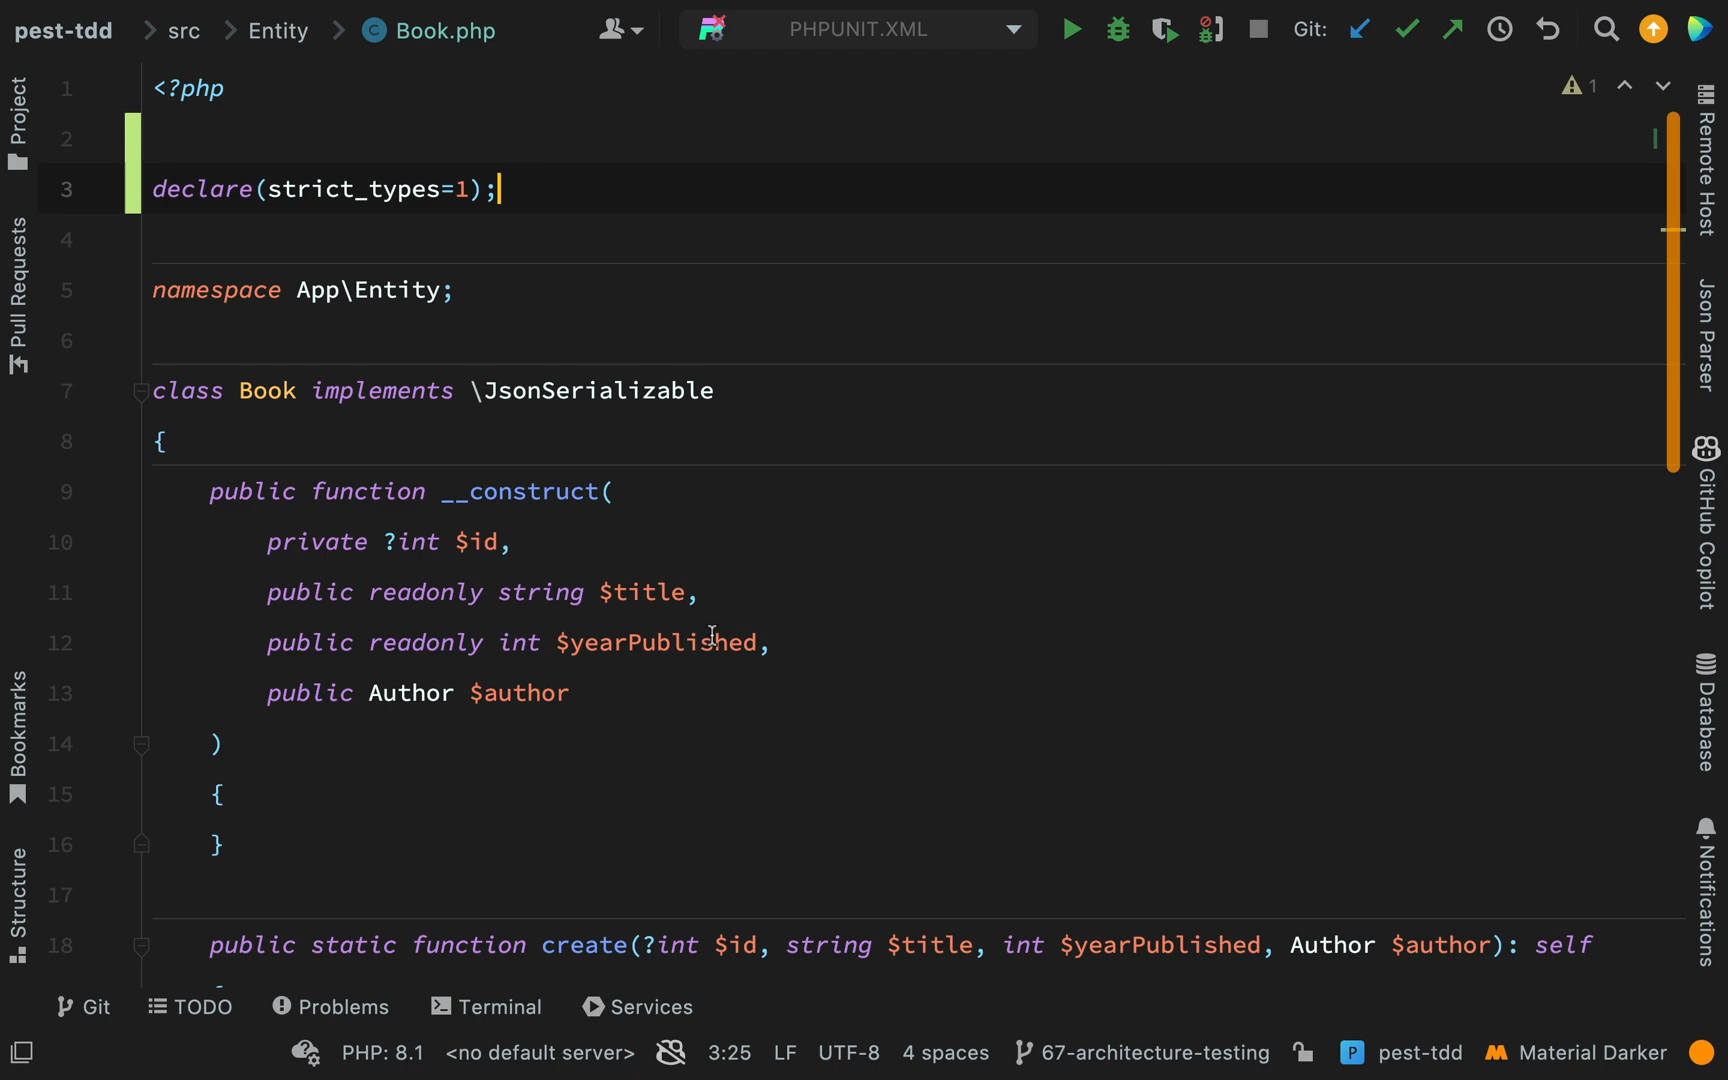 pest-tdd src Entity C Book.php PHPUNIT.XML Git:
1 <?php
1
2
3 declare(strict_types=1);
4
5 namespace App\Entity;
6
7 class Book implements \JsonSerializable
8 {
9 public function __construct(
10 private ?int $id,
11 public readonly string $title,
12 public readonly int $yearPublished,
13 public Author $author
14 )
15 {
16 }
17
18 public static function create(?int $id, string $title, int $yearPublished, Author $author): self
Project
Pull Requests
Bookmarks
Structure
Remote Host
Json Parser
GitHub Copilot
Database
Notifications
Git TODO Problems Terminal Services
PHP: 8.1 <no default server> 3:25 LF UTF-8 4 spaces 67-architecture-testing P pest-tdd Material Darker